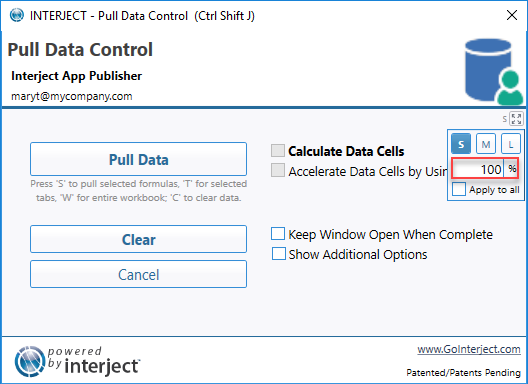 INTERJECT - Pull Data Control  (Ctrl Shift J)
Pull Data Control
Interject App Publisher
maryt@mycompany.com
S
S M L
100 %
Apply to all
Pull Data
Press 'S' to pull selected formulas, 'T' for selected
tabs, 'W' for entire workbook; 'C' to clear data.
Calculate Data Cells
Accelerate Data Cells by Usin
Clear
Cancel
Keep Window Open When Complete
Show Additional Options
powered
by interject™
www.GoInterject.com
Patented/Patents Pending